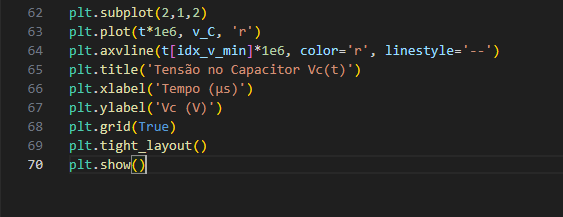 62 plt.subplot(2,1,2)
63 plt.plot(t*1e6, v_C, 'r')
64 plt.axvline(t[idx_v_min]*1e6, color='r', linestyle='--')
65 plt.title('Tensão no Capacitor Vc(t)')
66 plt.xlabel('Tempo (µs)')
67 plt.ylabel('Vc (V)')
68 plt.grid(True)
69 plt.tight_layout()
70 plt.show()